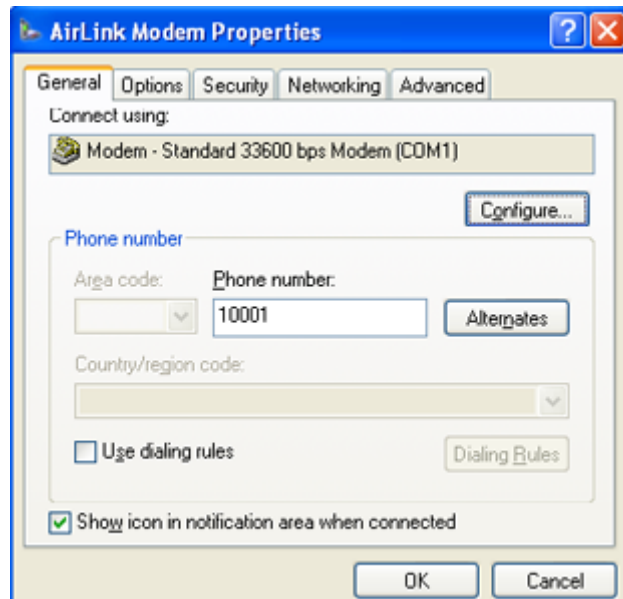 AirLink Modem Properties
General Options Security Networking Advanced
Connect using:
Modem - Standard 33600 bps Modem (COM1)
Configure...
Phone number
Area code: Phone number:
10001 Alternates
Country/region code:
Use dialing rules Dialing Rules
Show icon in notification area when connected
OK Cancel